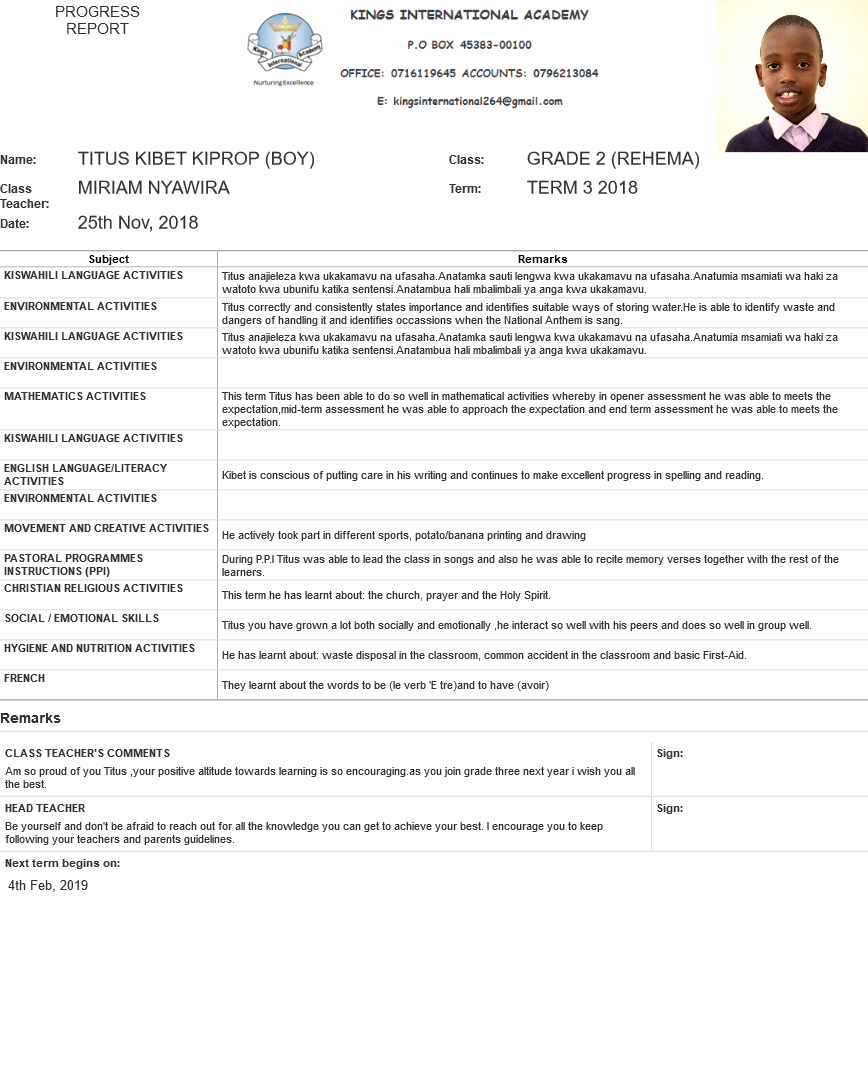 PROGRESS
REPORT
Kings International Academy
Nurturing Excellence
KINGS INTERNATIONAL ACADEMY
P.O BOX 45383-00100
OFFICE: 0716119645 ACCOUNTS: 0796213084
E: kingsinternational264@gmail.com
Name: TITUS KIBET KIPROP (BOY) Class: GRADE 2 (REHEMA)
Class Teacher: MIRIAM NYAWIRA Term: TERM 3 2018
Date: 25th Nov, 2018
Subject Remarks
KISWAHILI LANGUAGE ACTIVITIES Titus anajieleza kwa ukakamavu na ufasaha.Anatamka sauti lengwa kwa ukakamavu na ufasaha.Anatumia msamiati wa haki za
watoto kwa ubunifu katika sentensi.Anatambua hali mbalimbali ya anga kwa ukakamavu.
ENVIRONMENTAL ACTIVITIES Titus correctly and consistently states importance and identifies suitable ways of storing water.He is able to identify waste and
dangers of handling it and identifies occassions when the National Anthem is sang.
KISWAHILI LANGUAGE ACTIVITIES Titus anajieleza kwa ukakamavu na ufasaha.Anatamka sauti lengwa kwa ukakamavu na ufasaha.Anatumia msamiati wa haki za
watoto kwa ubunifu katika sentensi.Anatambua hali mbalimbali ya anga kwa ukakamavu.
ENVIRONMENTAL ACTIVITIES
MATHEMATICS ACTIVITIES This term Titus has been able to do so well in mathematical activities whereby in opener assessment he was able to meets the
expectation,mid-term assessment he was able to approach the expectation and end term assessment he was able to meets the
expectation.
KISWAHILI LANGUAGE ACTIVITIES
ENGLISH LANGUAGE/LITERACY
ACTIVITIES
Kibet is conscious of putting care in his writing and continues to make excellent progress in spelling and reading.
ENVIRONMENTAL ACTIVITIES
MOVEMENT AND CREATIVE ACTIVITIES
He actively took part in different sports, potato/banana printing and drawing
PASTORAL PROGRAMMES
INSTRUCTIONS (PPI)
During P.P.I Titus was able to lead the class in songs and also he was able to recite memory verses together with the rest of the
learners.
CHRISTIAN RELIGIOUS ACTIVITIES
This term he has learnt about: the church, prayer and the Holy Spirit.
SOCIAL / EMOTIONAL SKILLS
Titus you have grown a lot both socially and emotionally ,he interact so well with his peers and does so well in group well.
HYGIENE AND NUTRITION ACTIVITIES
He has learnt about: waste disposal in the classroom, common accident in the classroom and basic First-Aid.
FRENCH
They learnt about the words to be (le verb 'E tre)and to have (avoir)
Remarks
CLASS TEACHER'S COMMENTS Sign:
Am so proud of you Titus ,your positive altitude towards learning is so encouraging.as you join grade three next year i wish you all
the best.
HEAD TEACHER Sign:
Be yourself and don't be afraid to reach out for all the knowledge you can get to achieve your best. I encourage you to keep
following your teachers and parents guidelines.
Next term begins on:
4th Feb, 2019